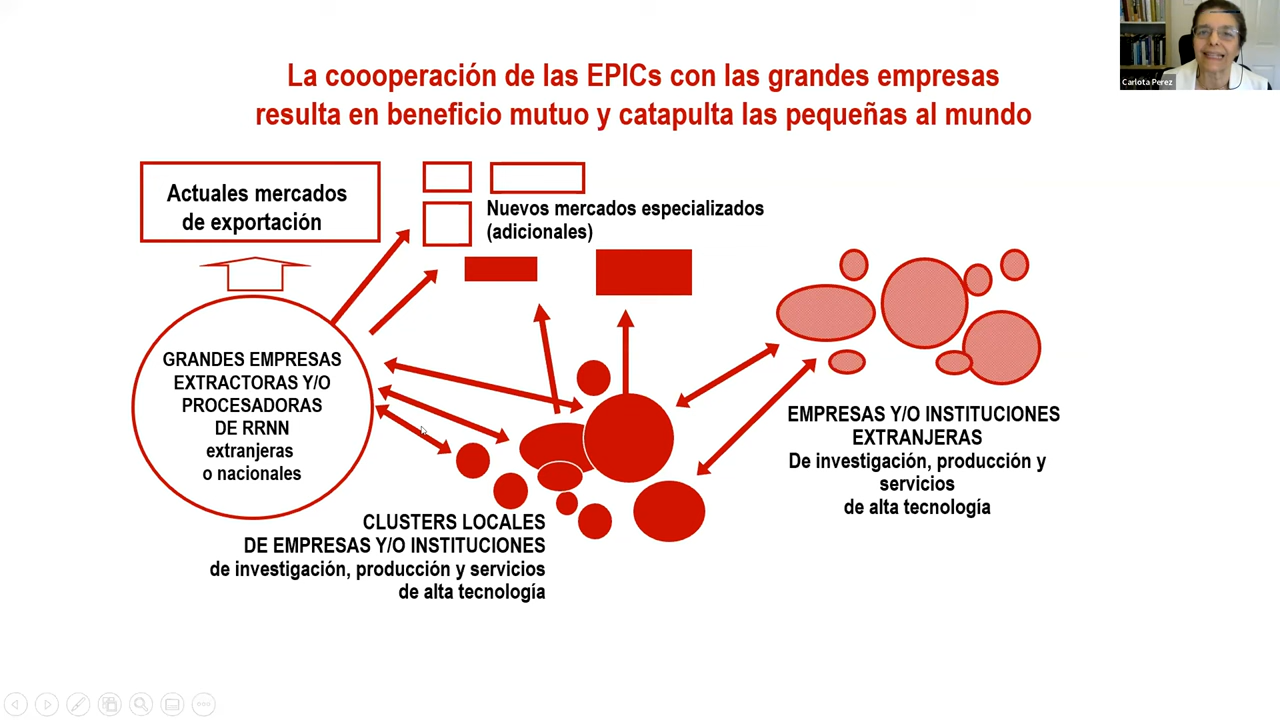 La coooperación de las EPICs con las grandes empresas
resulta en beneficio mutuo y catapulta las pequeñas al mundo
Carlota Perez
Actuales mercados
de exportación
Nuevos mercados especializados
(adicionales)
GRANDES EMPRESAS
EXTRACTORAS Y/O
PROCESADORAS
DE RRNN
extranjeras
o nacionales
EMPRESAS Y/O INSTITUCIONES
EXTRANJERAS
De investigación, producción y
servicios
de alta tecnología
CLUSTERS LOCALES
DE EMPRESAS Y/O INSTITUCIONES
de investigación, producción y servicios
de alta tecnología